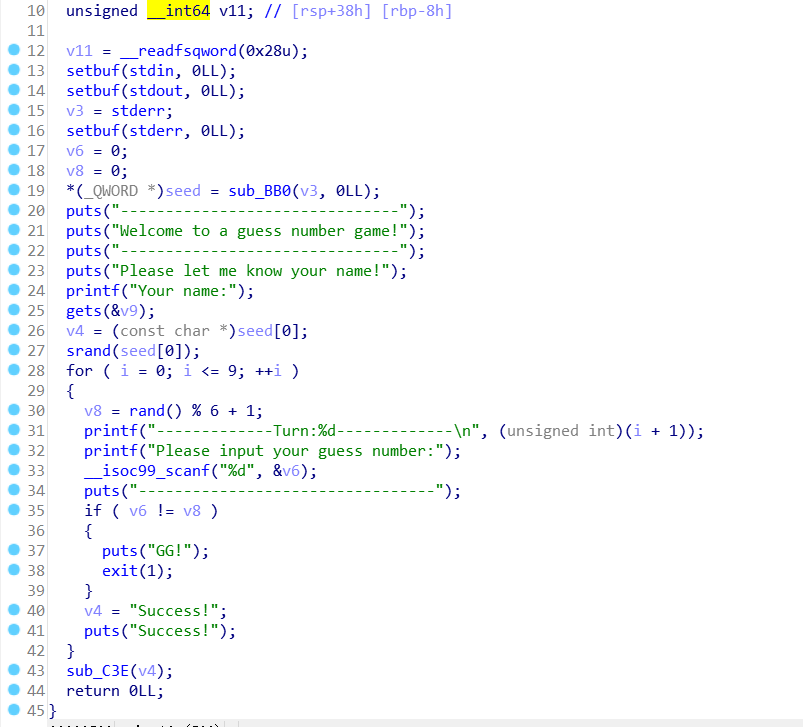 10 unsigned __int64 v11; // [rsp+38h] [rbp-8h]
11
12 v11 = __readfsqword(0x28u);
13 setbuf(stdin, 0LL);
14 setbuf(stdout, 0LL);
15 v3 = stderr;
16 setbuf(stderr, 0LL);
17 v6 = 0;
18 v8 = 0;
19 *(_QWORD *)seed = sub_BB0(v3, 0LL);
20 puts("-------------------------------");
21 puts("Welcome to a guess number game!");
22 puts("-------------------------------");
23 puts("Please let me know your name!");
24 printf("Your name:");
25 gets(&v9);
26 v4 = (const char *)seed[0];
27 srand(seed[0]);
28 for ( i = 0; i <= 9; ++i )
29 {
30 v8 = rand() % 6 + 1;
31 printf("-------------Turn:%d-------------\n", (unsigned int)(i + 1));
32 printf("Please input your guess number:");
33 __isoc99_scanf("%d", &v6);
34 puts("---------------------------------");
35 if ( v6 != v8 )
36 {
37 puts("GG!");
38 exit(1);
39 }
40 v4 = "Success!";
41 puts("Success!");
42 }
43 sub_C3E(v4);
44 return 0LL;
45 }